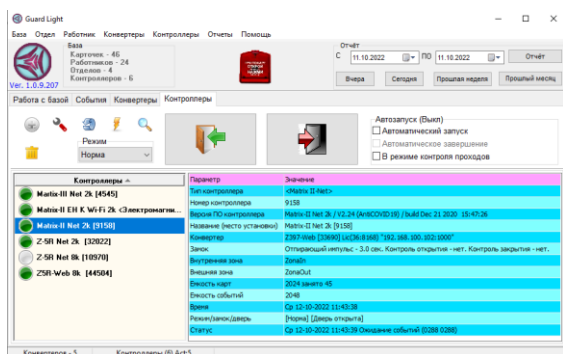 Guard Light
База Отдел Работник Конвертеры Контроллеры Отчеты Помощь
База
Карточек - 46
Работников - 24
Отделов - 4
Контроллеров - 6
Ver. 1.0.9.207
Отчёт
С 11.10.2022 ПО 11.10.2022 Отчёт
Вчера Сегодня Прошлая неделя Прошлый месяц
Работа с базой События Конвертеры Контроллеры
Режим
Норма
Автозапуск (Выкл)
Автоматический запуск
Автоматическое завершение
В режиме контроля проходов
Контроллеры
Matrix-III Net 2k [4545]
Matrix-II EH K Wi-Fi 2k <Электромагни...
Matrix-II Net 2k [9158]
Z-5R Net 2k [32822]
Z-5R Net 8k [10970]
Z5R-Web 8k [44504]
Параметр Значение
Тип контроллера <Matrix II-Net>
Номер контроллера 9158
Версия ПО контроллера Matrix-II Net 2k / V2.24 (AntiCOVID19) / build Dec 21 2020 15:47:26
Название (место установки) Matrix-II Net 2k [9158]
Конвертер Z397-Web [33690] Lic[36:8168] "192.168.100.102:1000"
Замок Отпирающий импульс - 3.0 сек. Контроль открытия - нет. Контроль закрытия - нет.
Внутренняя зона ZonaIn
Внешняя зона ZonaOut
Емкость карт 2024 занято 45
Емкость событий 2048
Время Ср 12-10-2022 11:43:38
Режим/замок/дверь [Норма] [Дверь открыта]
Статус Ср 12-10-2022 11:43:39 Ожидание событий (0288 0288)
Конвертеров - 5 Контроллеры (6) Act:5